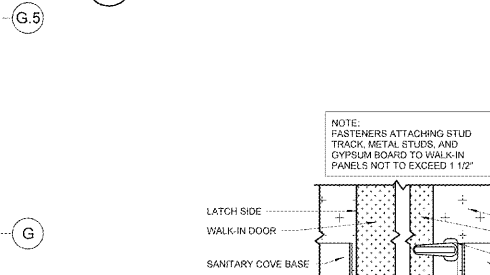 G.5
NOTE:
FASTENERS ATTACHING STUD
TRACK, METAL STUDS, AND
GYPSUM BOARD TO WALK-IN
PANELS NOT TO EXCEED 1 1/2"
LATCH SIDE
WALK-IN DOOR
G
SANITARY COVE BASE